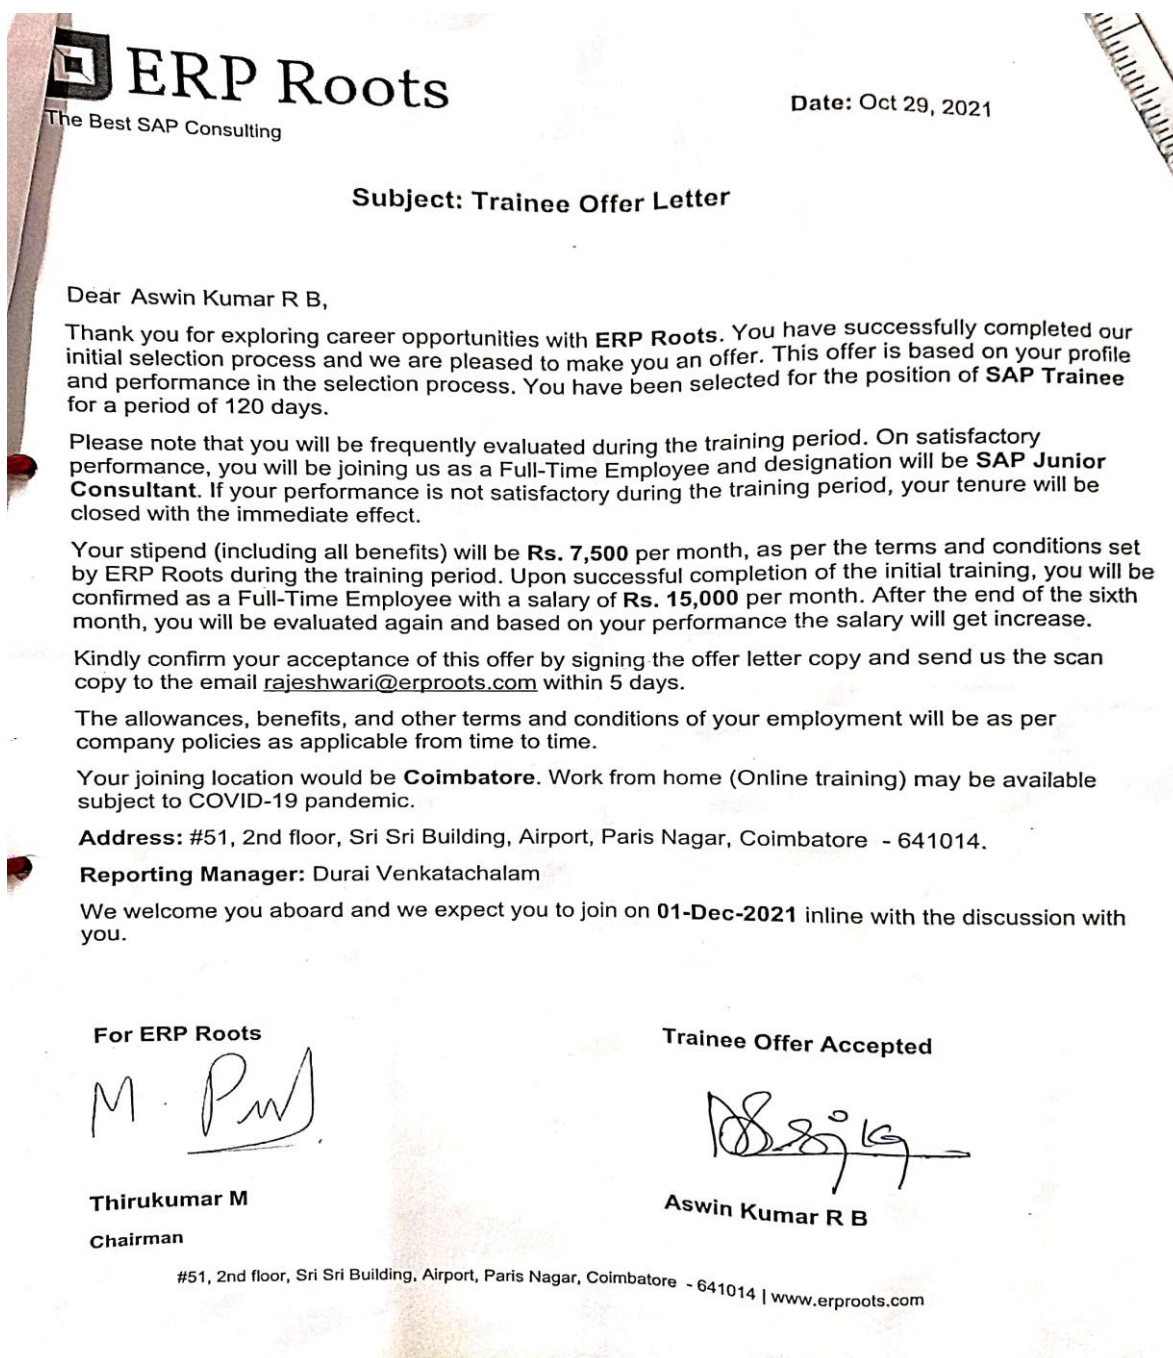 ERP Roots
The Best SAP Consulting
Date: Oct 29, 2021
Subject: Trainee Offer Letter
Dear Aswin Kumar R B,
Thank you for exploring career opportunities with ERP Roots. You have successfully completed our
initial selection process and we are pleased to make you an offer. This offer is based on your profile
and performance in the selection process. You have been selected for the position of SAP Trainee
for a period of 120 days.
Please note that you will be frequently evaluated during the training period. On satisfactory
performance, you will be joining us as a Full-Time Employee and designation will be SAP Junior
Consultant. If your performance is not satisfactory during the training period, your tenure will be
closed with the immediate effect.
Your stipend (including all benefits) will be Rs. 7,500 per month, as per the terms and conditions set
by ERP Roots during the training period. Upon successful completion of the initial training, you will be
confirmed as a Full-Time Employee with a salary of Rs. 15,000 per month. After the end of the sixth
month, you will be evaluated again and based on your performance the salary will get increase.
Kindly confirm your acceptance of this offer by signing the offer letter copy and send us the scan
copy to the email rajeshwari@erproots.com within 5 days.
The allowances, benefits, and other terms and conditions of your employment will be as per
company policies as applicable from time to time.
Your joining location would be Coimbatore. Work from home (Online training) may be available
subject to COVID-19 pandemic.
Address: #51, 2nd floor, Sri Sri Building, Airport, Paris Nagar, Coimbatore - 641014.
Reporting Manager: Durai Venkatachalam
We welcome you aboard and we expect you to join on 01-Dec-2021 inline with the discussion with
you.
For ERP Roots
Trainee Offer Accepted
M.
Thirukumar M
Aswin Kumar R B
Chairman
#51, 2nd floor, Sri Sri Building, Airport, Paris Nagar, Coimbatore - 641014 | www.erproots.com